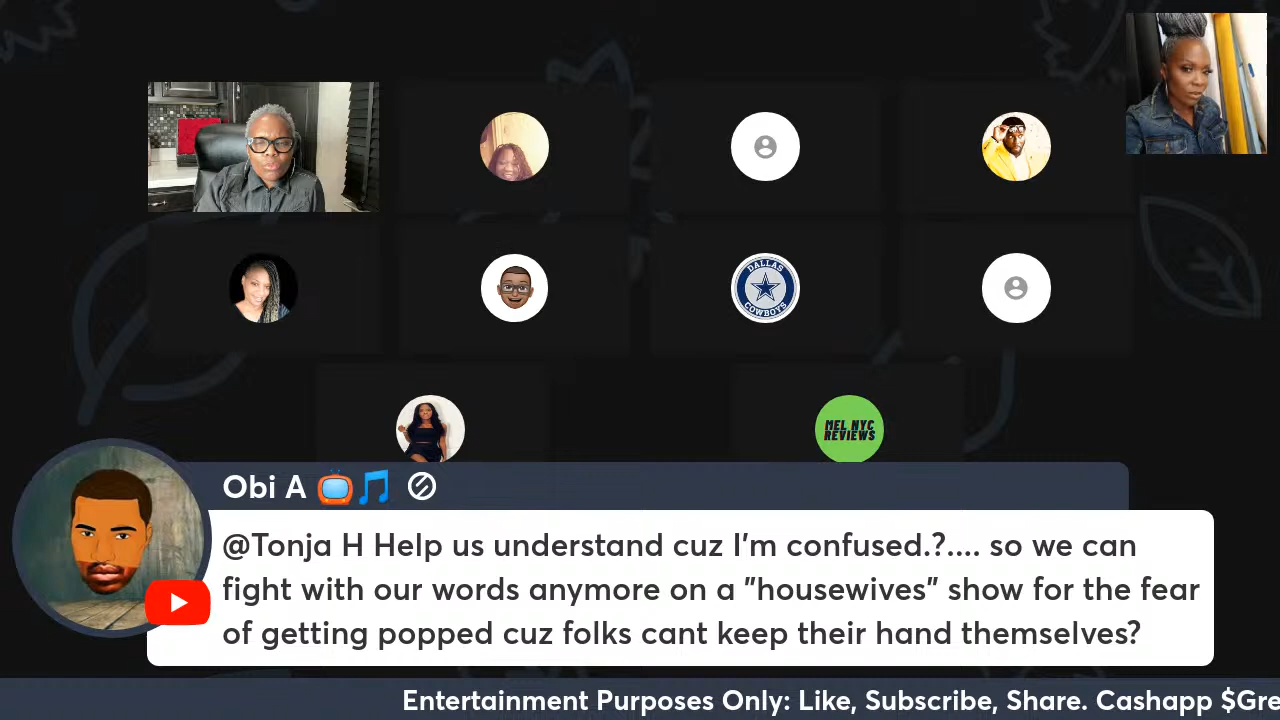 DALLAS
COWBOYS
MEL NYC
REVIEWS
Obi A
@Tonja H Help us understand cuz I'm confused.?.... so we can
fight with our words anymore on a "housewives" show for the fear
of getting popped cuz folks cant keep their hand themselves?
Entertainment Purposes Only: Like, Subscribe, Share. Cashapp $Gre